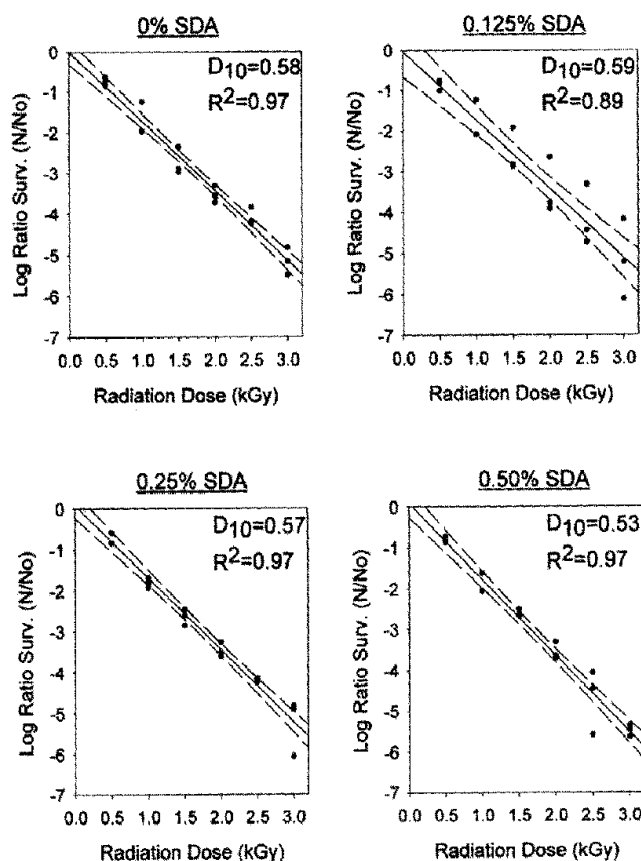 0% SDA
D10=0.58
R2=0.97
Log Ratio Surv. (N/No)
0
-1
-2
-3
-4
-5
-6
-7
0.0 0.5 1.0 1.5 2.0 2.5 3.0
Radiation Dose (kGy)
0.125% SDA
D10=0.59
R2=0.89
Log Ratio Surv. (N/No)
0
-1
-2
-3
-4
-5
-6
-7
0.0 0.5 1.0 1.5 2.0 2.5 3.0
Radiation Dose (kGy)
0.25% SDA
D10=0.57
R2=0.97
Log Ratio Surv. (N/No)
0
-1
-2
-3
-4
-5
-6
-7
0.0 0.5 1.0 1.5 2.0 2.5 3.0
Radiation Dose (kGy)
0.50% SDA
D10=0.53
R2=0.97
Log Ratio Surv. (N/No)
0
-1
-2
-3
-4
-5
-6
-7
0.0 0.5 1.0 1.5 2.0 2.5 3.0
Radiation Dose (kGy)